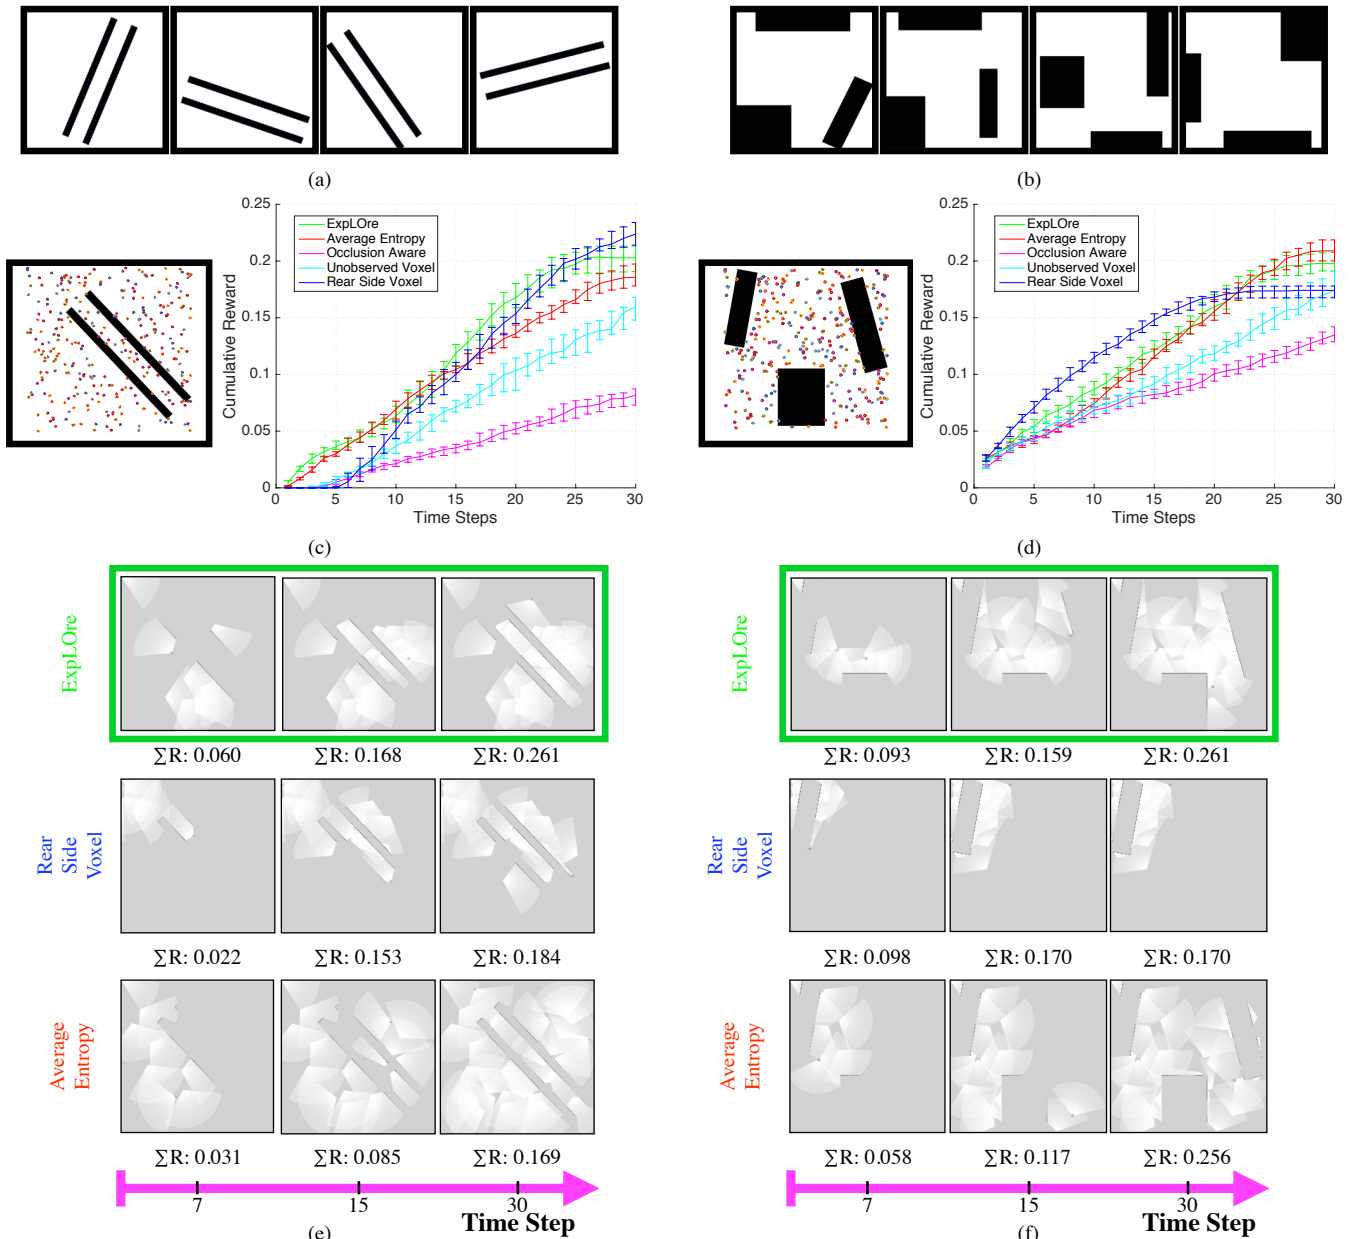 (a)
(b)
0.25
0.2
0.15
0.1
0.05
0
Cumulative Reward
ExpLOre
Average Entropy
Occlusion Aware
Unobserved Voxel
Rear Side Voxel
0 5 10 15 20 25 30
Time Steps
(c)
0.25
0.2
0.15
0.1
0.05
0
Cumulative Reward
ExpLOre
Average Entropy
Occlusion Aware
Unobserved Voxel
Rear Side Voxel
0 5 10 15 20 25 30
Time Steps
(d)
ExpLOre
∑R: 0.060 ∑R: 0.168 ∑R: 0.261
Rear
Side
Voxel
∑R: 0.022 ∑R: 0.153 ∑R: 0.184
Average
Entropy
∑R: 0.031 ∑R: 0.085 ∑R: 0.169
7 15 30
Time Step
(e)
ExpLOre
∑R: 0.093 ∑R: 0.159 ∑R: 0.261
Rear
Side
Voxel
∑R: 0.098 ∑R: 0.170 ∑R: 0.170
Average
Entropy
∑R: 0.058 ∑R: 0.117 ∑R: 0.256
7 15 30
Time Step
(f)